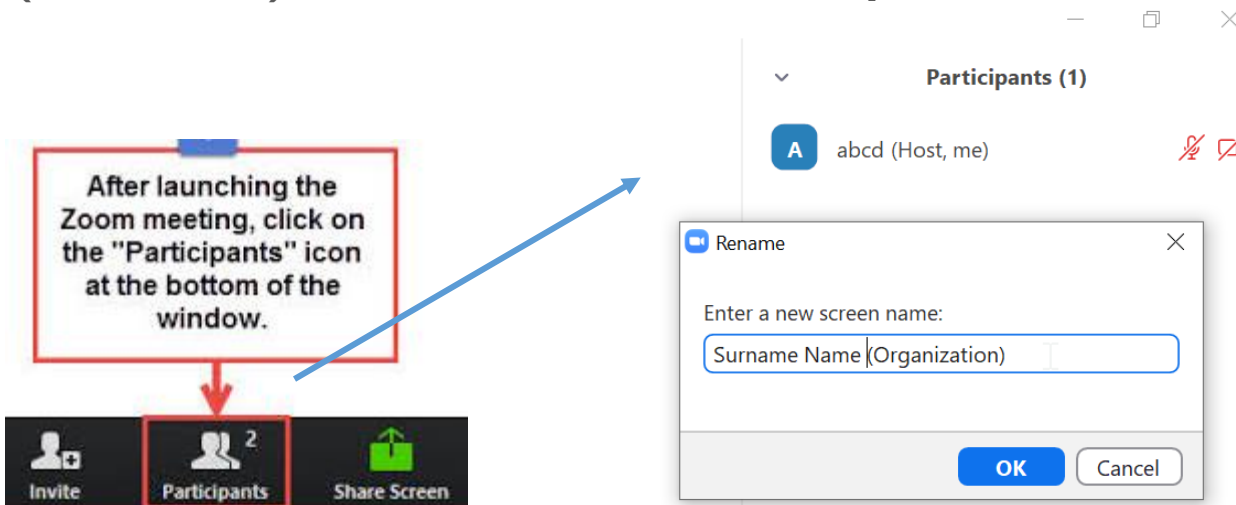 After launching the
Zoom meeting, click on
the "Participants" icon
at the bottom of the
window.
Invite
2
Participants
Share Screen
Participants (1)
A abcd (Host, me)
Rename
Enter a new screen name:
Surname Name (Organization)
OK Cancel